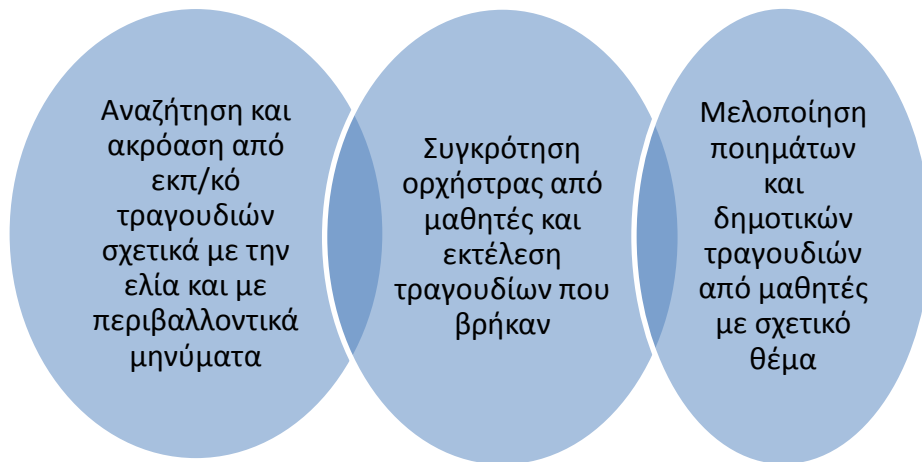 Αναζήτηση και
ακρόαση από
εκπ/κό
τραγουδιών
σχετικά με την
ελία και με
περιβαλλοντικά
μηνύματα
Συγκρότηση
ορχήστρας από
μαθητές και
εκτέλεση
τραγουδίων που
βρήκαν
Μελοποίηση
ποιημάτων
και
δημοτικών
τραγουδιών
από μαθητές
με σχετικό
θέμα